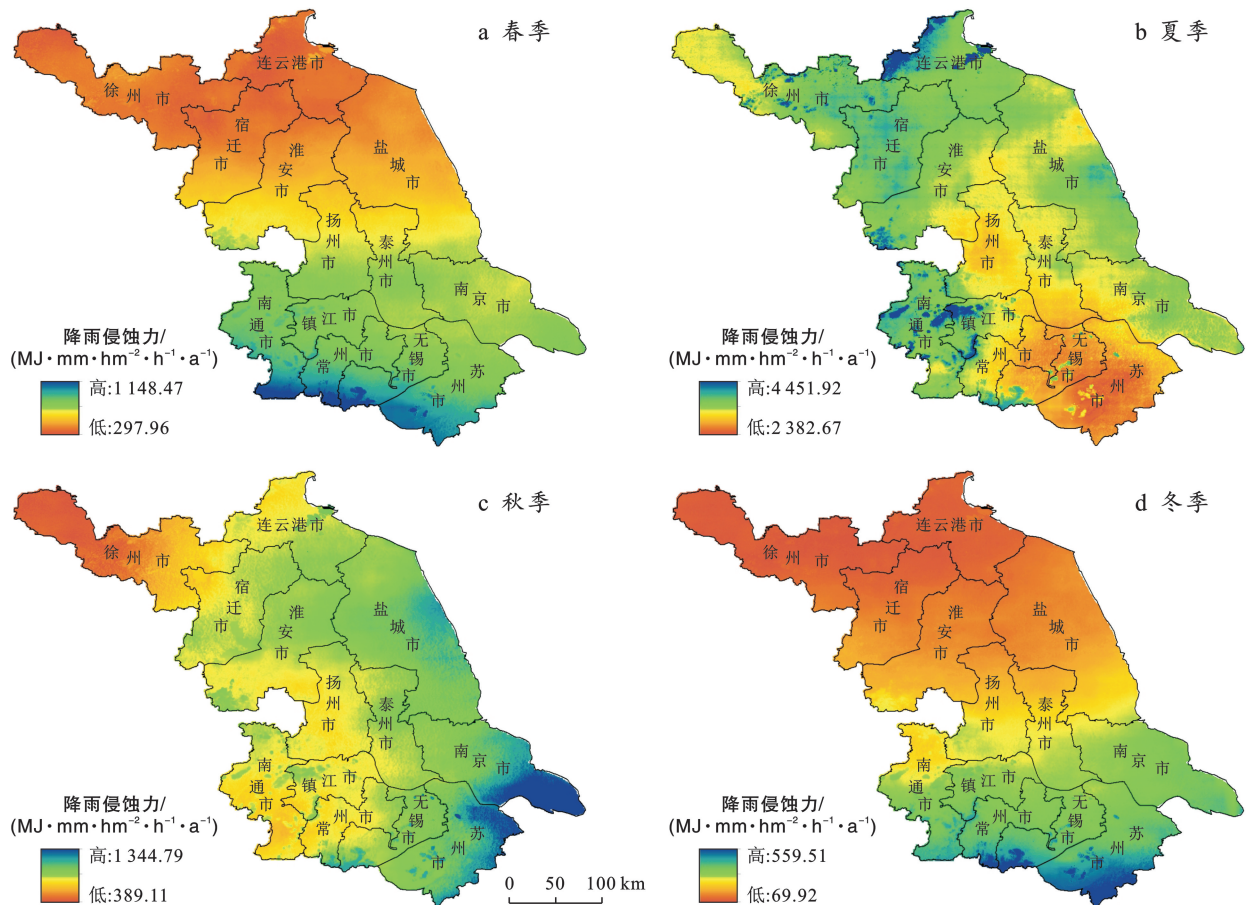 a 春季
连云港市
徐州市
宿迁市
淮安市
盐城市
扬州市
泰州市
南京市
南通市
镇江市
常州市
无锡市
苏州市
降雨侵蚀力/
(MJ·mm·hm⁻²·h⁻¹·a⁻¹)
高:1 148.47
低:297.96
b 夏季
连云港市
徐州市
宿迁市
淮安市
盐城市
扬州市
泰州市
南京市
南通市
镇江市
常州市
无锡市
苏州市
降雨侵蚀力/
(MJ·mm·hm⁻²·h⁻¹·a⁻¹)
高:4 451.92
低:2 382.67
c 秋季
连云港市
徐州市
宿迁市
淮安市
盐城市
扬州市
泰州市
南京市
南通市
镇江市
常州市
无锡市
苏州市
降雨侵蚀力/
(MJ·mm·hm⁻²·h⁻¹·a⁻¹)
高:1 344.79
低:389.11
0 50 100 km
d 冬季
连云港市
徐州市
宿迁市
淮安市
盐城市
扬州市
泰州市
南京市
南通市
镇江市
常州市
无锡市
苏州市
降雨侵蚀力/
(MJ·mm·hm⁻²·h⁻¹·a⁻¹)
高:559.51
低:69.92